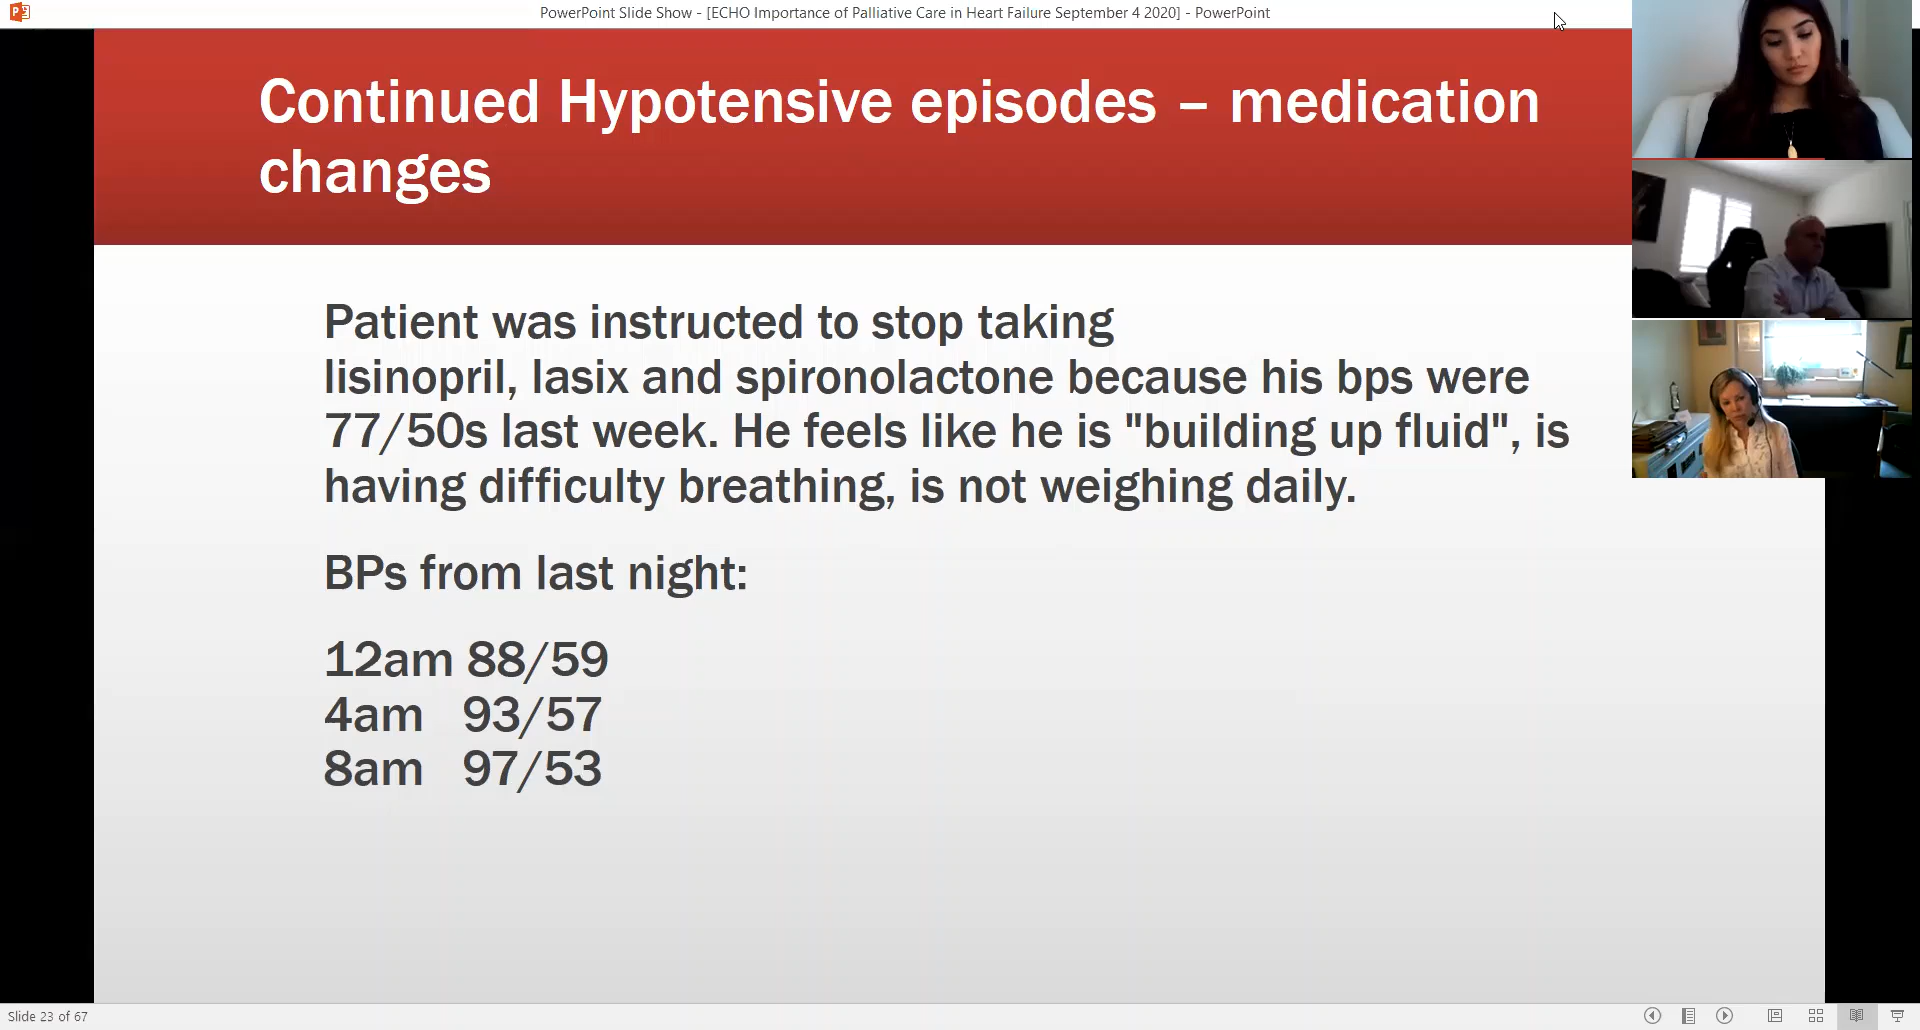 PowerPoint Slide Show - [ECHO Importance of Palliative Care in Heart Failure September 4 2020] - PowerPoint
Continued Hypotensive episodes – medication
changes
Patient was instructed to stop taking
lisinopril, lasix and spironolactone because his bps were
77/50s last week. He feels like he is "building up fluid", is
having difficulty breathing, is not weighing daily.
BPs from last night:
12am 88/59
4am 93/57
8am 97/53
Slide 23 of 67